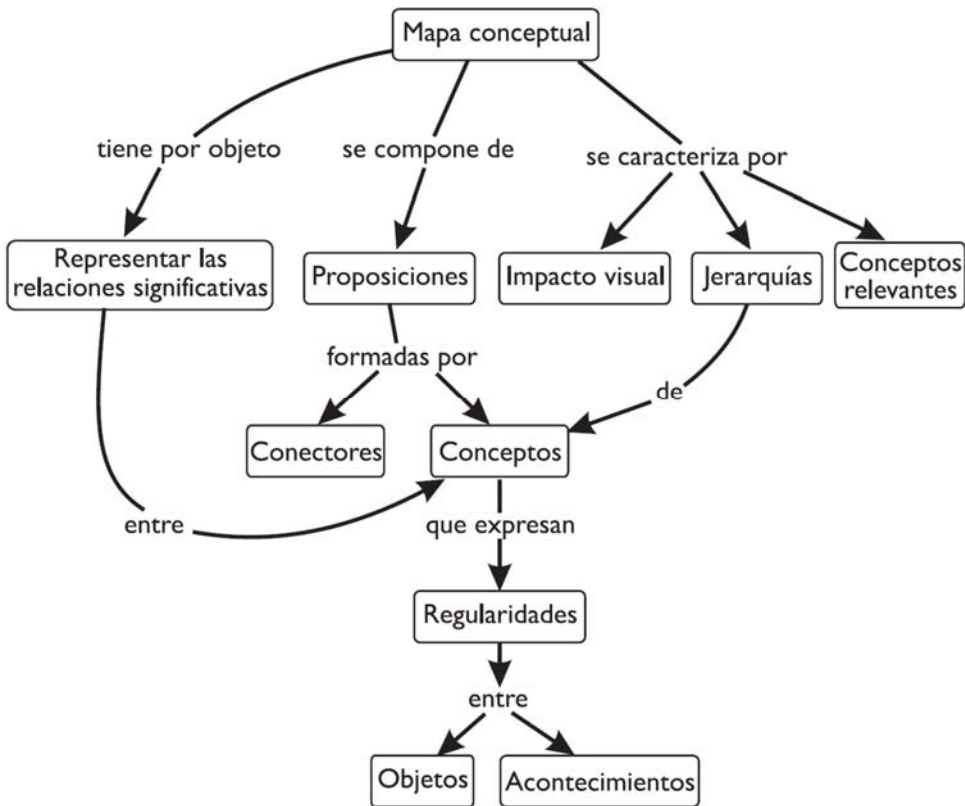 Mapa conceptual
tiene por objeto
se compone de
se caracteriza por
Representar las
relaciones significativas
Proposiciones
Impacto visual
Jerarquías
Conceptos
relevantes
formadas por
de
Conectores
Conceptos
entre
que expresan
Regularidades
entre
Objetos
Acontecimientos